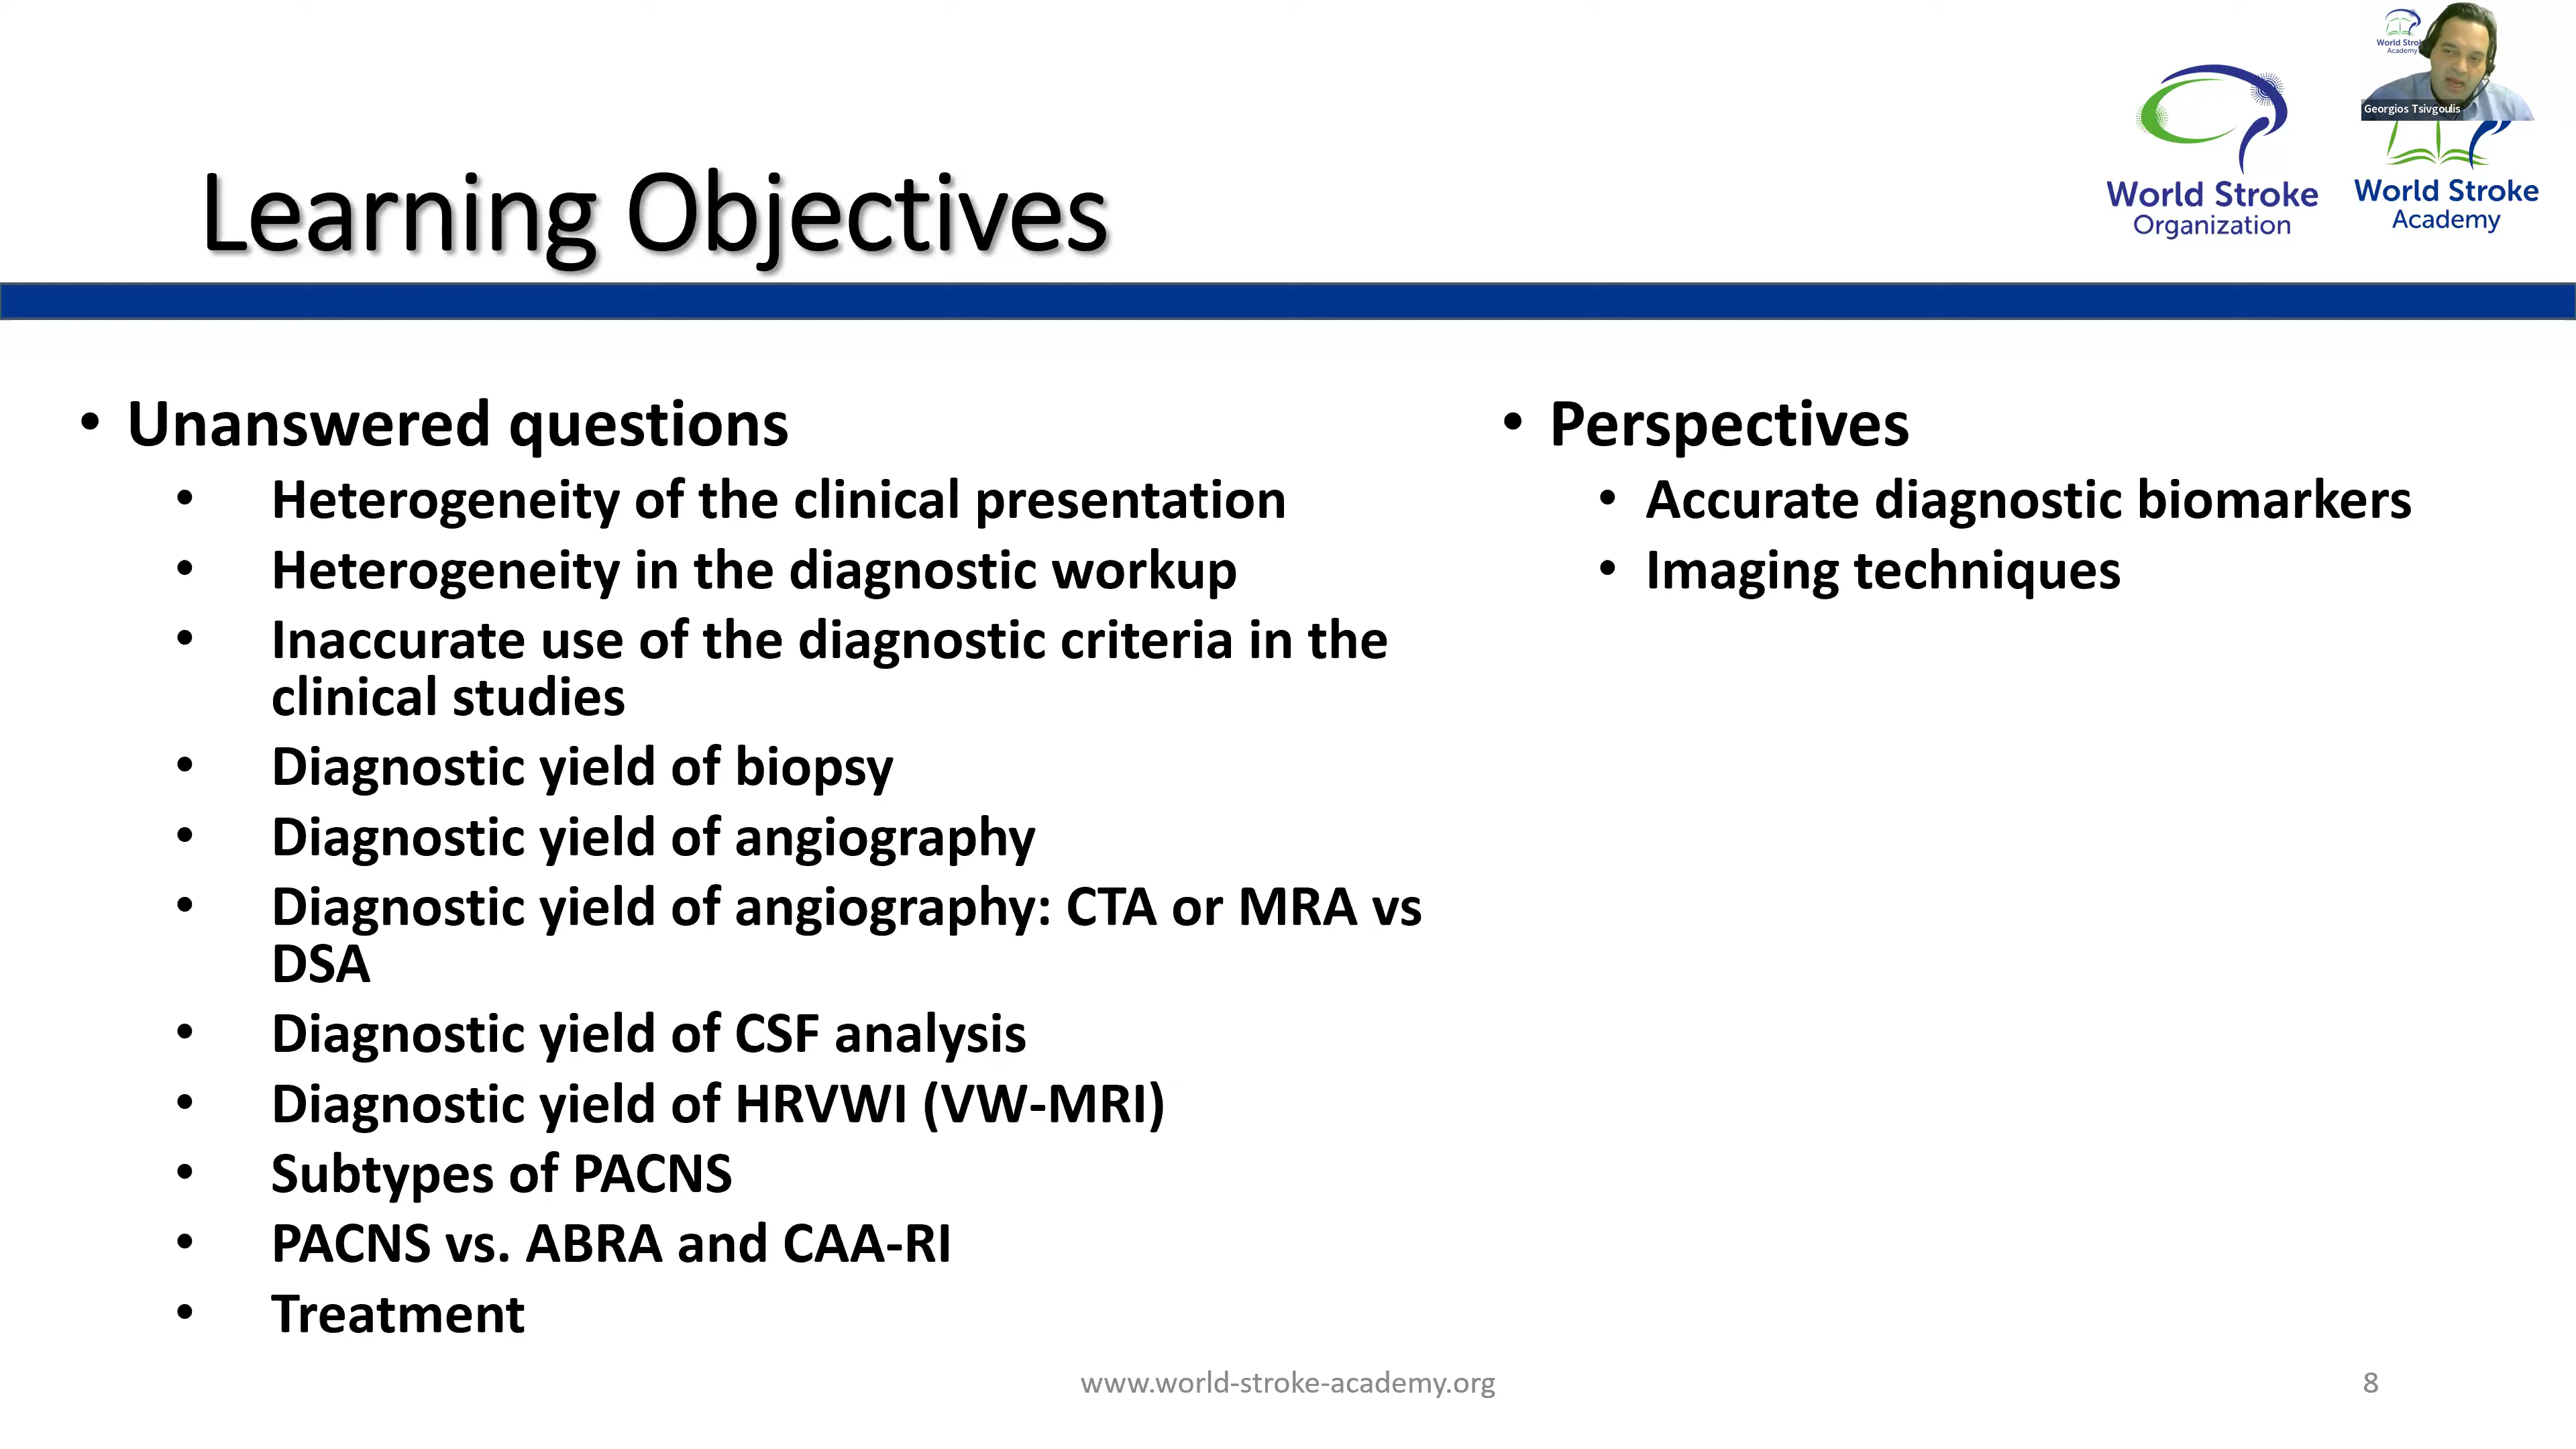 World Stro
Academy
Georgios Tsivgoulis
World Stroke
Organization
World Stroke
Academy
Learning Objectives
• Unanswered questions
• Heterogeneity of the clinical presentation
• Heterogeneity in the diagnostic workup
• Inaccurate use of the diagnostic criteria in the
clinical studies
• Diagnostic yield of biopsy
• Diagnostic yield of angiography
• Diagnostic yield of angiography: CTA or MRA vs
DSA
• Diagnostic yield of CSF analysis
• Diagnostic yield of HRVWI (VW-MRI)
• Subtypes of PACNS
• PACNS vs. ABRA and CAA-RI
• Treatment
• Perspectives
• Accurate diagnostic biomarkers
• Imaging techniques
www.world-stroke-academy.org
8